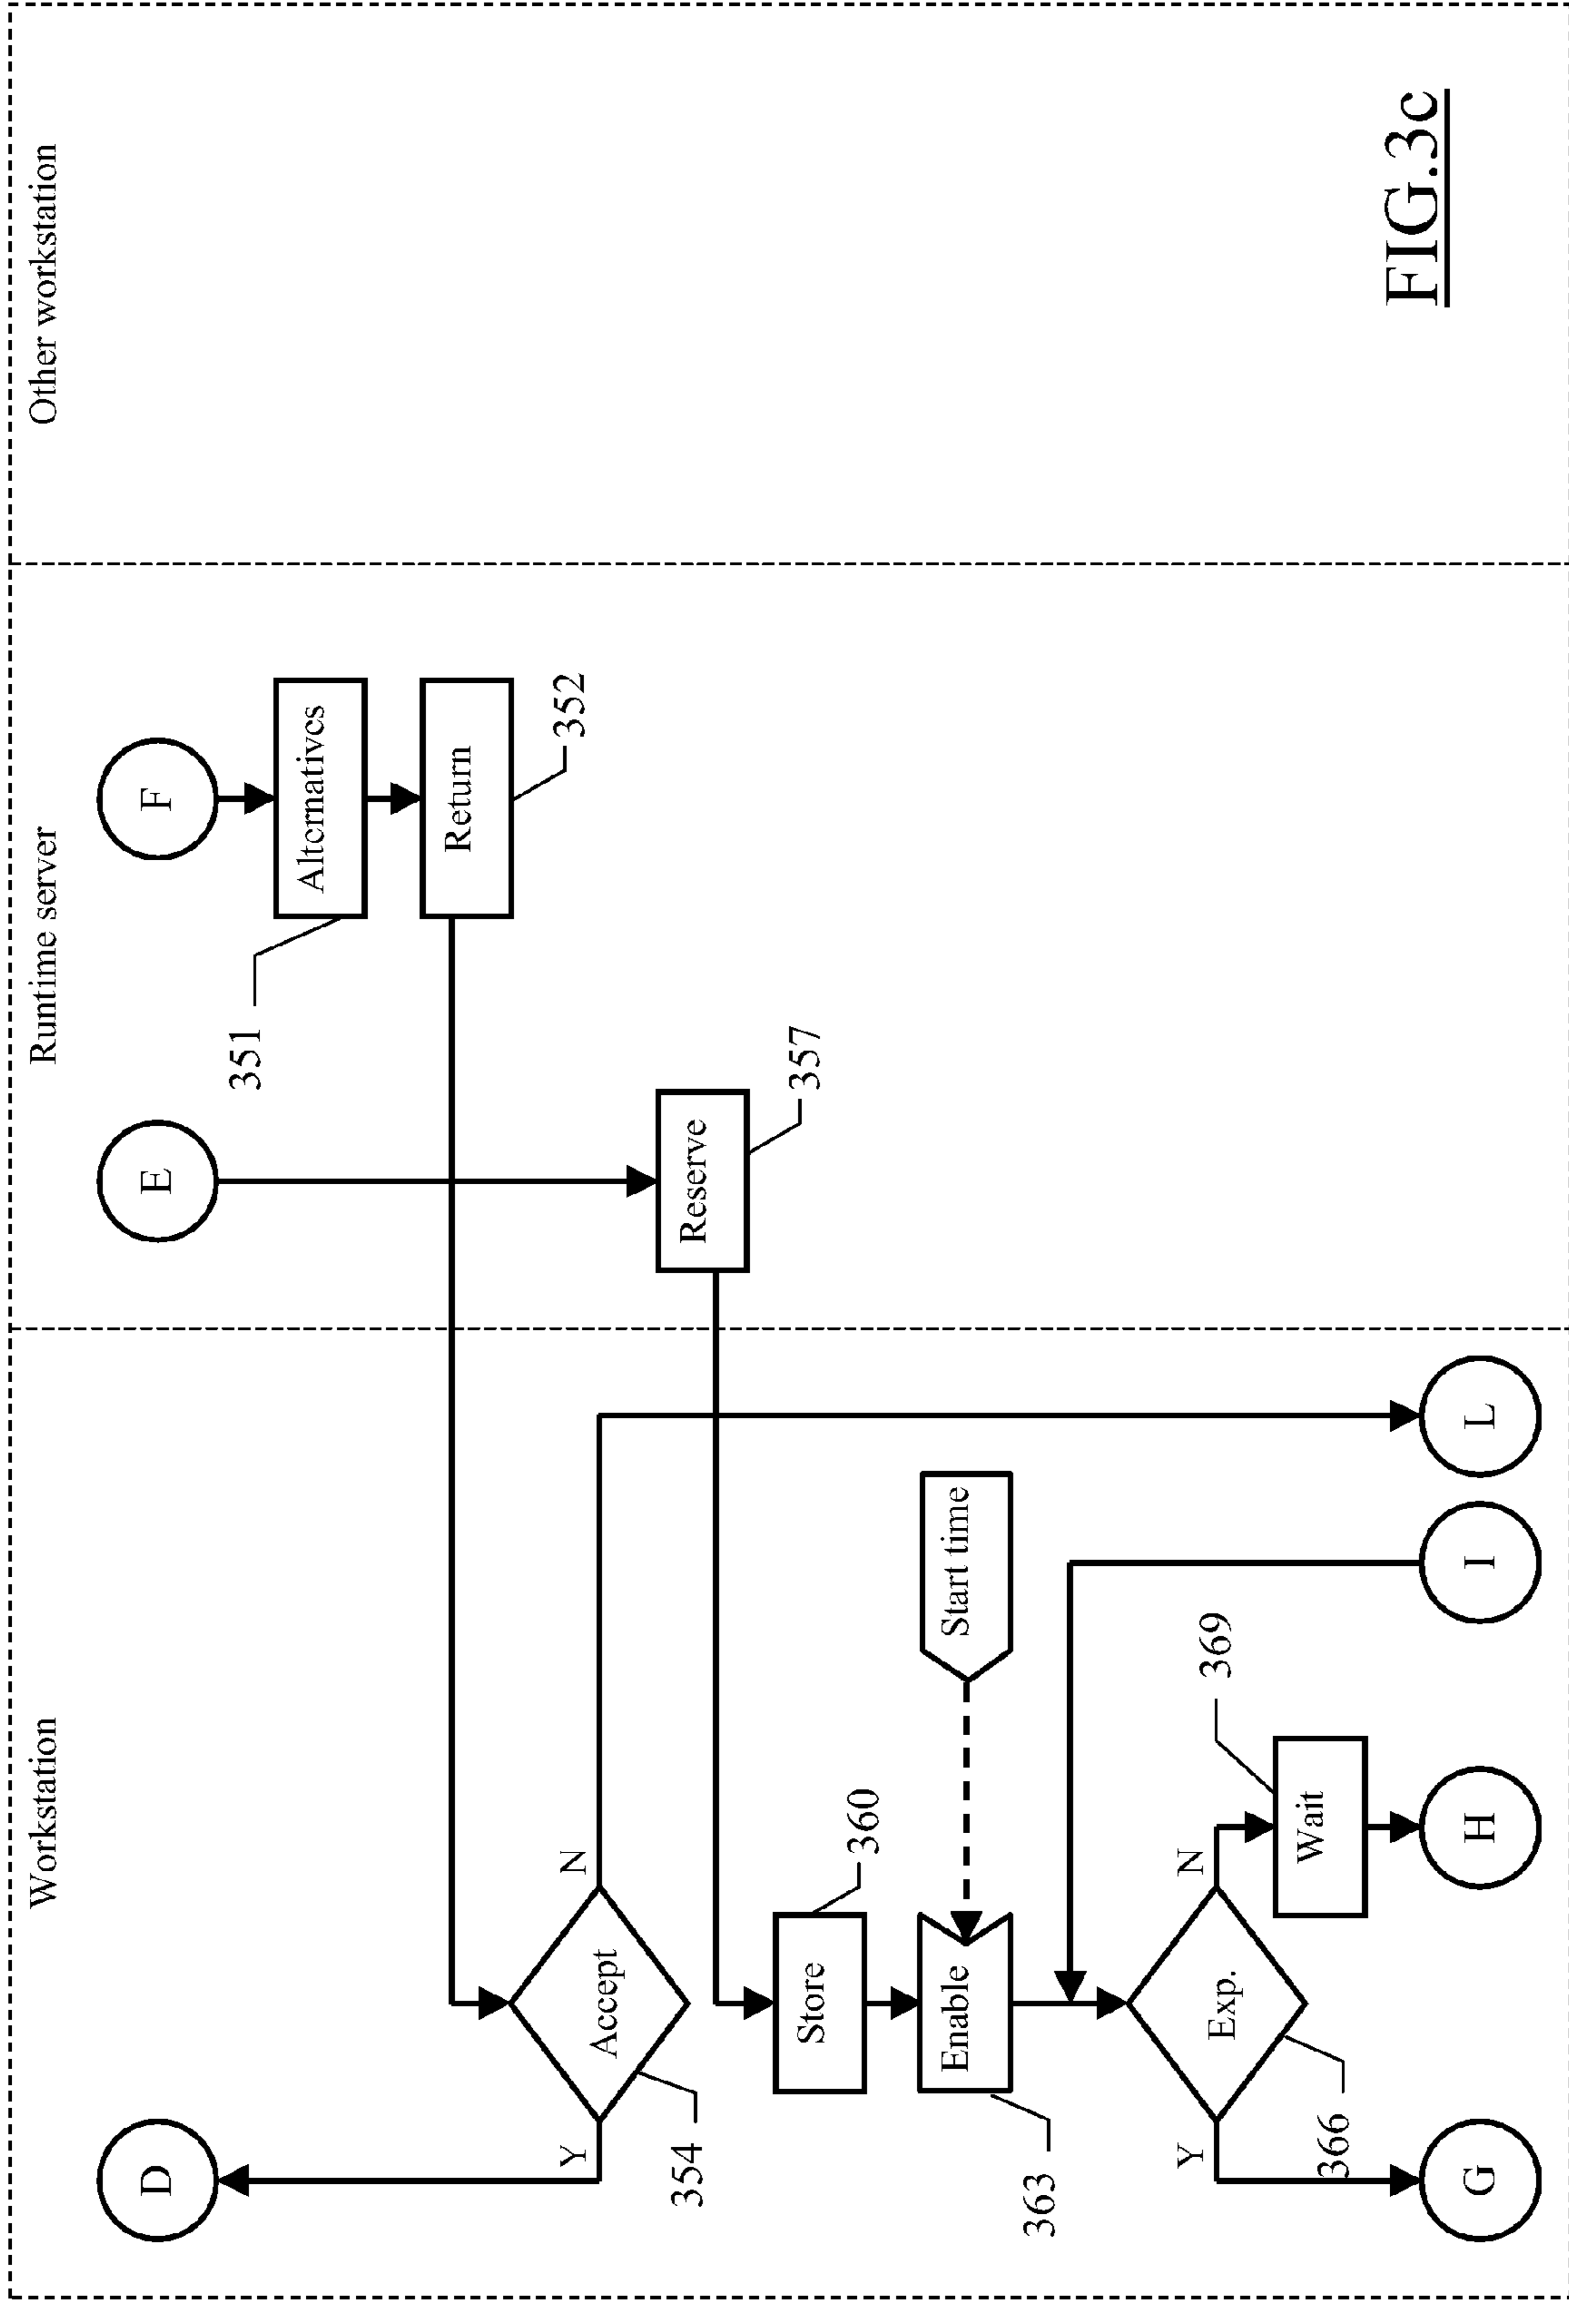 Workstation
Runtime server
Other workstation
D
E
F
351
Alternatives
Return
352
Y
Accept
N
354
Reserve
357
Store
360
Enable
Start time
363
Y
Exp.
N
366
369
Wait
G
H
I
L
FIG.3c